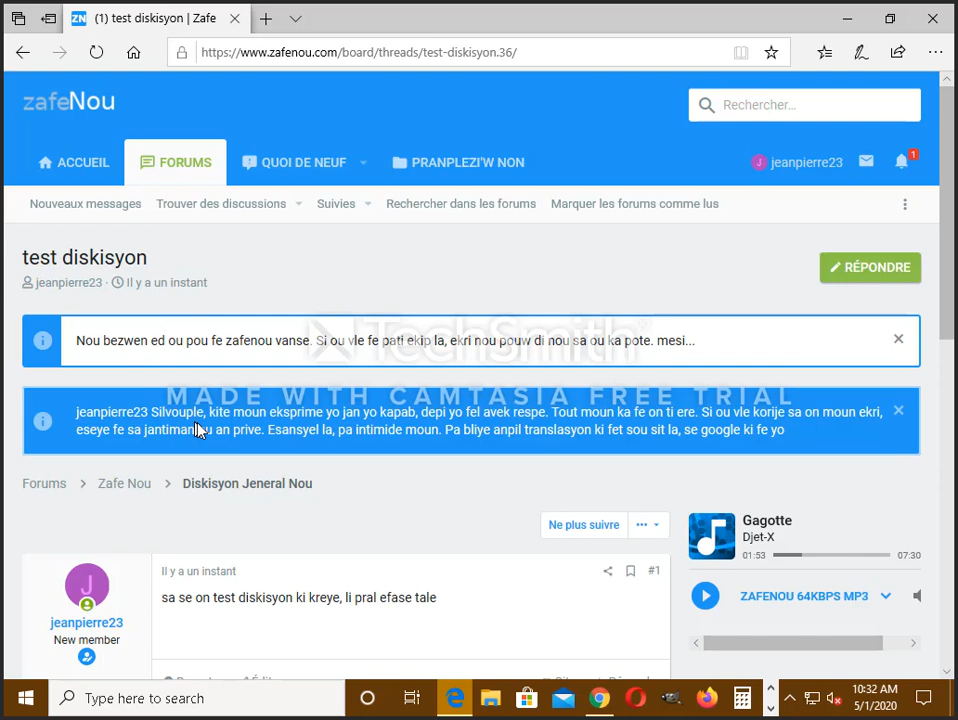 (1) test diskisyon | Zafe
https://www.zafenou.com/board/threads/test-diskisyon.36/
zafeNou
Rechercher...
ACCUEIL FORUMS QUOI DE NEUF PRANPLEZI'W NON
J jeanpierre23 1
Nouveaux messages Trouver des discussions Suivies Rechercher dans les forums Marquer les forums comme lus
test diskisyon
jeanpierre23 · Il y a un instant
RÉPONDRE
Nou bezwen ed ou pou fe zafenou vanse. Si ou vle fe pati ekip la, ekri nou pouw di nou sa ou ka pote. mesi...
TechSmith
MADE WITH CAMTASIA FREE TRIAL
jeanpierre23 Silvouple, kite moun eksprime yo jan yo kapab, depi yo fel avek respe. Tout moun ka fe on ti ere. Si ou vle korije sa on moun ekri,
eseye fe sa jantiman u an prive. Esansyel la, pa intimide moun. Pa bliye anpil translasyon ki fet sou sit la, se google ki fe yo
Forums > Zafe Nou > Diskisyon Jeneral Nou
Ne plus suivre
Gagotte
Djet-X
01:53 07:30
ZAFENOU 64KBPS MP3
J
jeanpierre23
New member
Il y a un instant #1
sa se on test diskisyon ki kreye, li pral efase tale
Type here to search
10:32 AM
5/1/2020